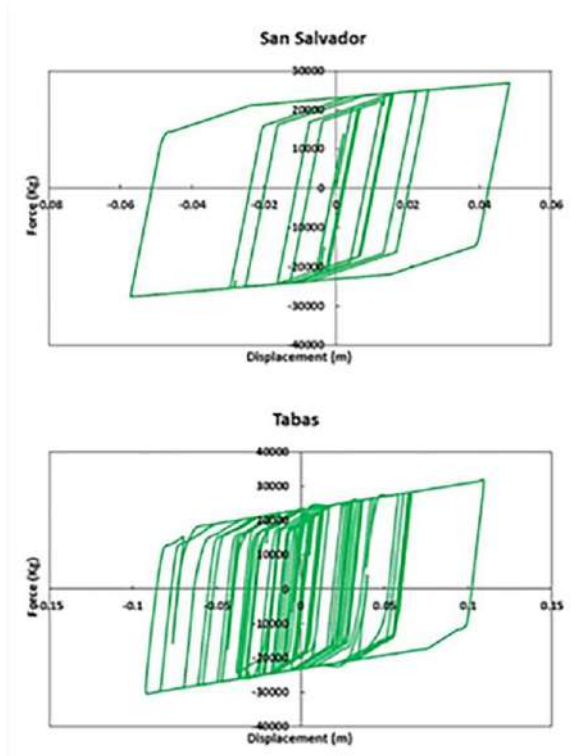 San Salvador
30000
20000
10000
0
-0.08 -0.06 -0.04 -0.02 0 0.02 0.04 0.06
-10000
-20000
-30000
-40000
Force (Kg)
Displacement (m)
Tabas
40000
30000
20000
10000
0
-0.15 -0.1 -0.05 0 0.05 0.1 0.15
-10000
-20000
-30000
-40000
Force (Kg)
Displacement (m)